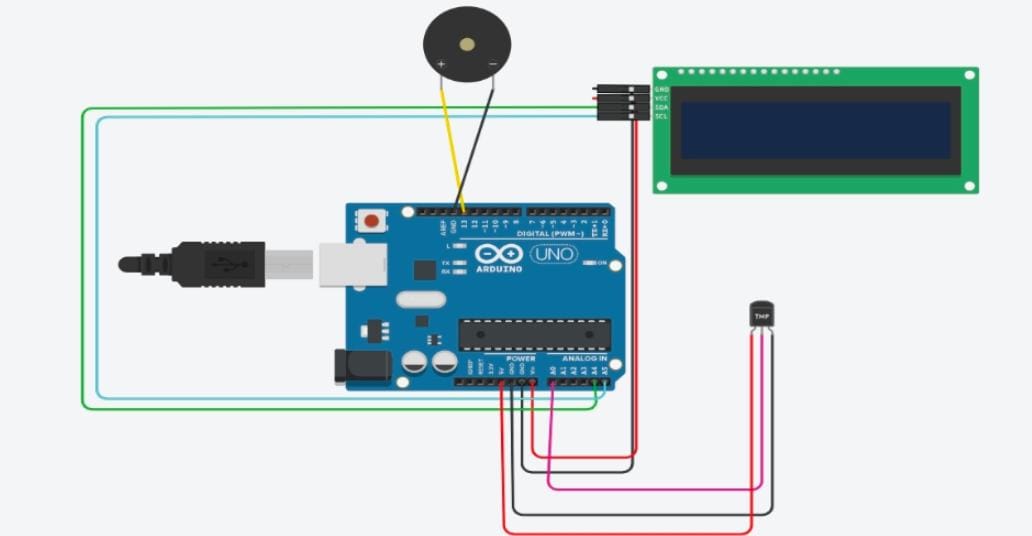 + −
GND
VCC
SDA
SCL
AREF
GND
13
12
~11
~10
~9
8
7
~6
~5
4
~3
2
TX→1
RX←0
DIGITAL (PWM~)
L
TX
RX
UNO
ARDUINO
ON
TMP
POWER
ANALOG IN
IOREF
RESET
3.3V
5V
GND
GND
Vin
A0
A1
A2
A3
A4
A5